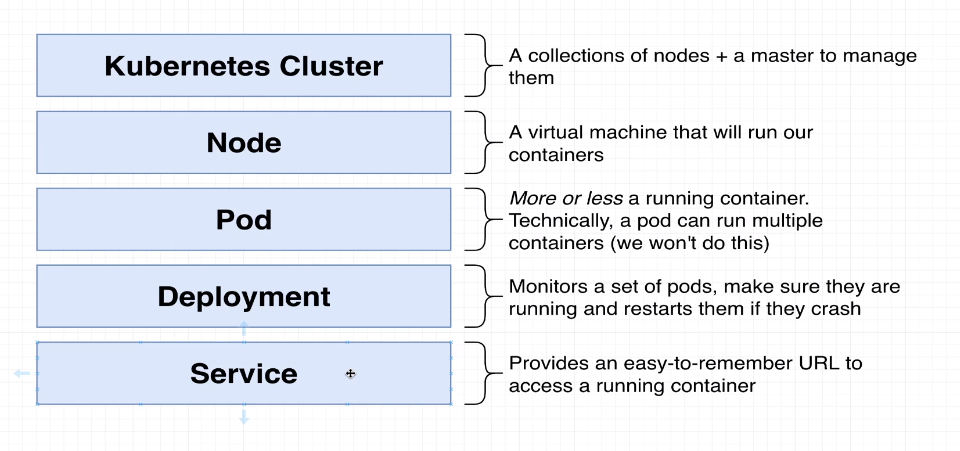 Kubernetes Cluster
A collections of nodes + a master to manage
them
Node
A virtual machine that will run our
containers
Pod
More or less a running container.
Technically, a pod can run multiple
containers (we won't do this)
Deployment
Monitors a set of pods, make sure they are
running and restarts them if they crash
Service
Provides an easy-to-remember URL to
access a running container